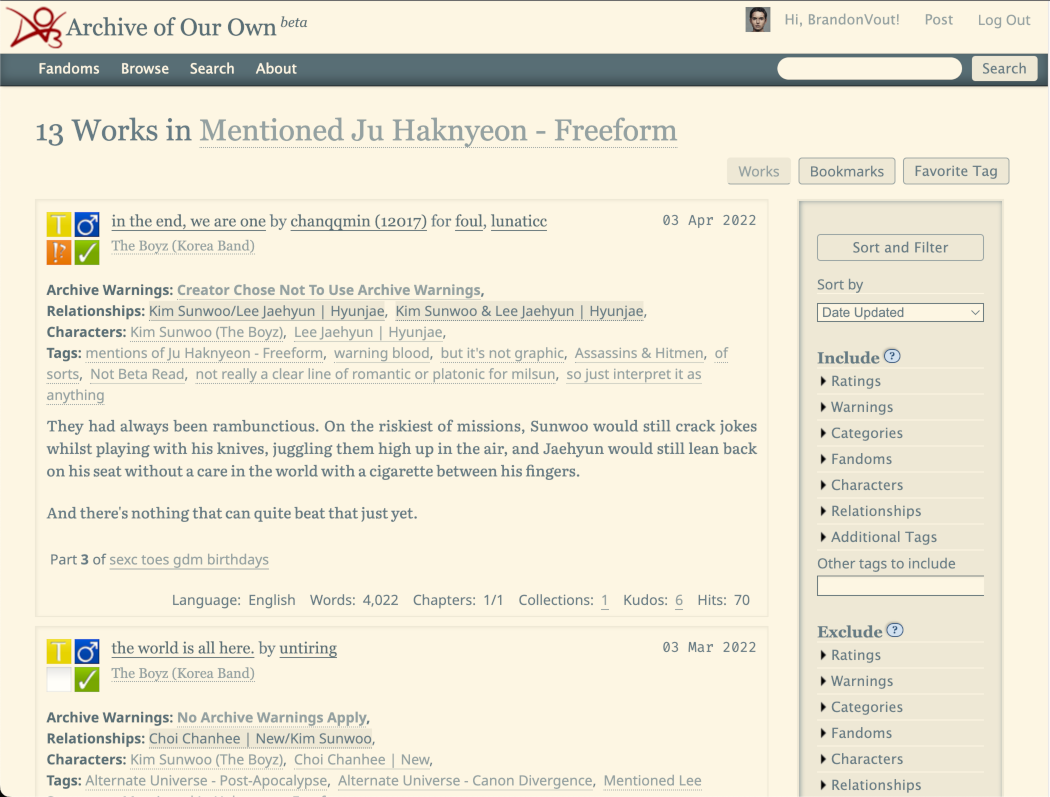 Archive of Our Own beta
Hi, BrandonVout! Post Log Out
Fandoms Browse Search About
Search
13 Works in Mentioned Ju Haknyeon - Freeform
Works Bookmarks Favorite Tag
in the end, we are one by chanqqmin (12017) for foul, lunaticc
03 Apr 2022
The Boyz (Korea Band)
Archive Warnings: Creator Chose Not To Use Archive Warnings,
Relationships: Kim Sunwoo/Lee Jaehyun | Hyunjae, Kim Sunwoo & Lee Jaehyun | Hyunjae,
Characters: Kim Sunwoo (The Boyz), Lee Jaehyun | Hyunjae,
Tags: mentions of Ju Haknyeon - Freeform, warning blood, but it's not graphic, Assassins & Hitmen, of
sorts, Not Beta Read, not really a clear line of romantic or platonic for milsun, so just interpret it as
anything
They had always been rambunctious. On the riskiest of missions, Sunwoo would still crack jokes
whilst playing with his knives, juggling them high up in the air, and Jaehyun would still lean back
on his seat without a care in the world with a cigarette between his fingers.
And there's nothing that can quite beat that just yet.
Part 3 of sexc toes gdm birthdays
Language: English Words: 4,022 Chapters: 1/1 Collections: 1 Kudos: 6 Hits: 70
the world is all here. by untiring
03 Mar 2022
The Boyz (Korea Band)
Archive Warnings: No Archive Warnings Apply,
Relationships: Choi Chanhee | New/Kim Sunwoo,
Characters: Kim Sunwoo (The Boyz), Choi Chanhee | New,
Tags: Alternate Universe - Post-Apocalypse, Alternate Universe - Canon Divergence, Mentioned Lee
Sort and Filter
Sort by
Date Updated
Include ?
Ratings
Warnings
Categories
Fandoms
Characters
Relationships
Additional Tags
Other tags to include
Exclude ?
Ratings
Warnings
Categories
Fandoms
Characters
Relationships